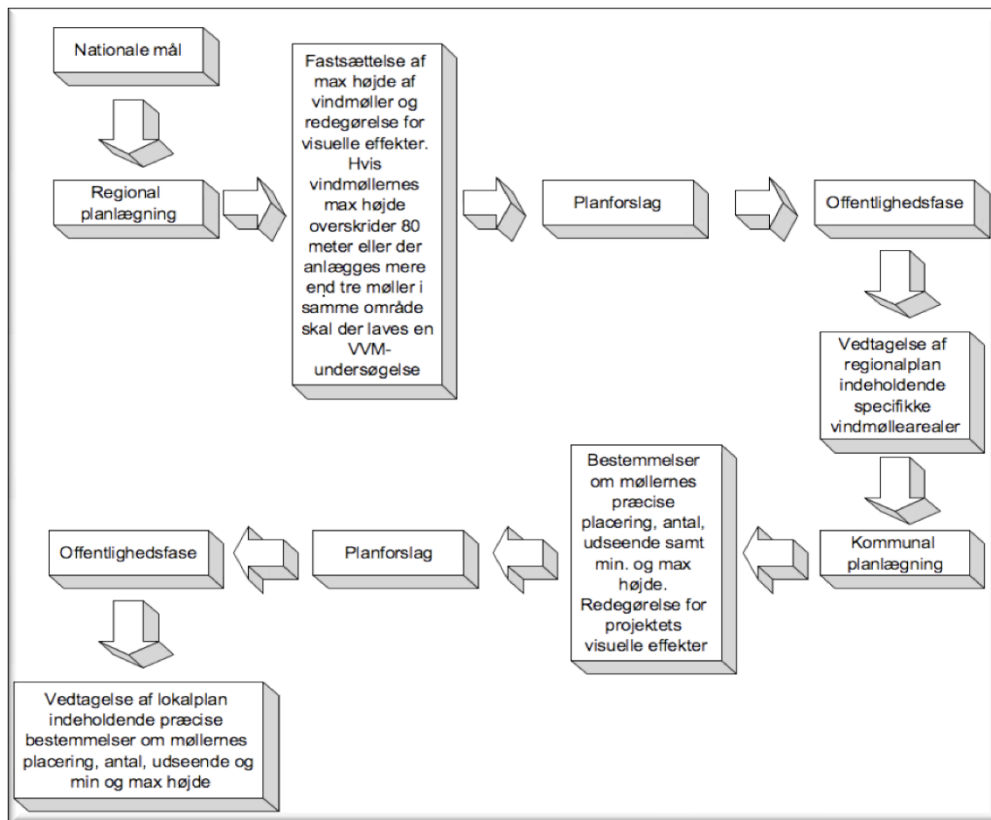 Nationale mål
Regional
planlægning
Fastsættelse af
max højde af
vindmøller og
redegørelse for
visuelle effekter.
Hvis
vindmøllernes
max højde
overskrider 80
meter eller der
anlægges mere
end tre møller i
samme område
skal der laves en
VVM-
undersøgelse
Planforslag
Offentlighedsfase
Vedtagelse af
regionalplan
indeholdende
specifikke
vindmøllearealer
Kommunal
planlægning
Bestemmelser
om møllernes
præcise
placering, antal,
udseende samt
min. og max
højde.
Redegørelse for
projektets
visuelle effekter
Planforslag
Offentlighedsfase
Vedtagelse af lokalplan
indeholdende præcise
bestemmelser om møllernes
placering, antal, udseende og
min og max højde